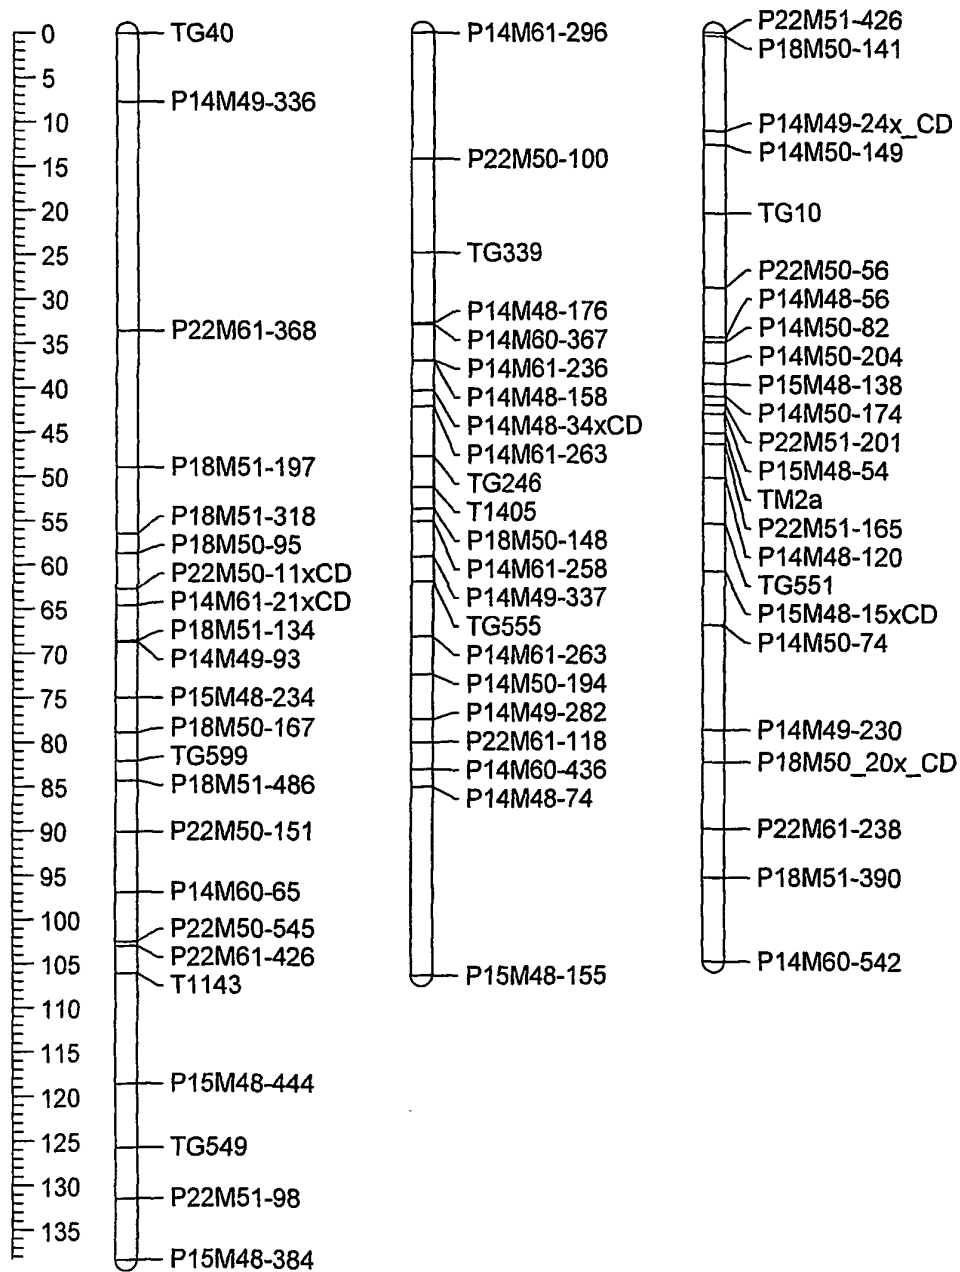 0
5
10
15
20
25
30
35
40
45
50
55
60
65
70
75
80
85
90
95
100
105
110
115
120
125
130
135
TG40
P14M49-336
P22M61-368
P18M51-197
P18M51-318
P18M50-95
P22M50-11xCD
P14M61-21xCD
P18M51-134
P14M49-93
P15M48-234
P18M50-167
TG599
P18M51-486
P22M50-151
P14M60-65
P22M50-545
P22M61-426
T1143
P15M48-444
TG549
P22M51-98
P15M48-384
P14M61-296
P22M50-100
TG339
P14M48-176
P14M60-367
P14M61-236
P14M48-158
P14M48-34xCD
P14M61-263
TG246
T1405
P18M50-148
P14M61-258
P14M49-337
TG555
P14M61-263
P14M50-194
P14M49-282
P22M61-118
P14M60-436
P14M48-74
P15M48-155
P22M51-426
P18M50-141
P14M49-24x_CD
P14M50-149
TG10
P22M50-56
P14M48-56
P14M50-82
P14M50-204
P15M48-138
P14M50-174
P22M51-201
P15M48-54
TM2a
P22M51-165
P14M48-120
TG551
P15M48-15xCD
P14M50-74
P14M49-230
P18M50_20x_CD
P22M61-238
P18M51-390
P14M60-542